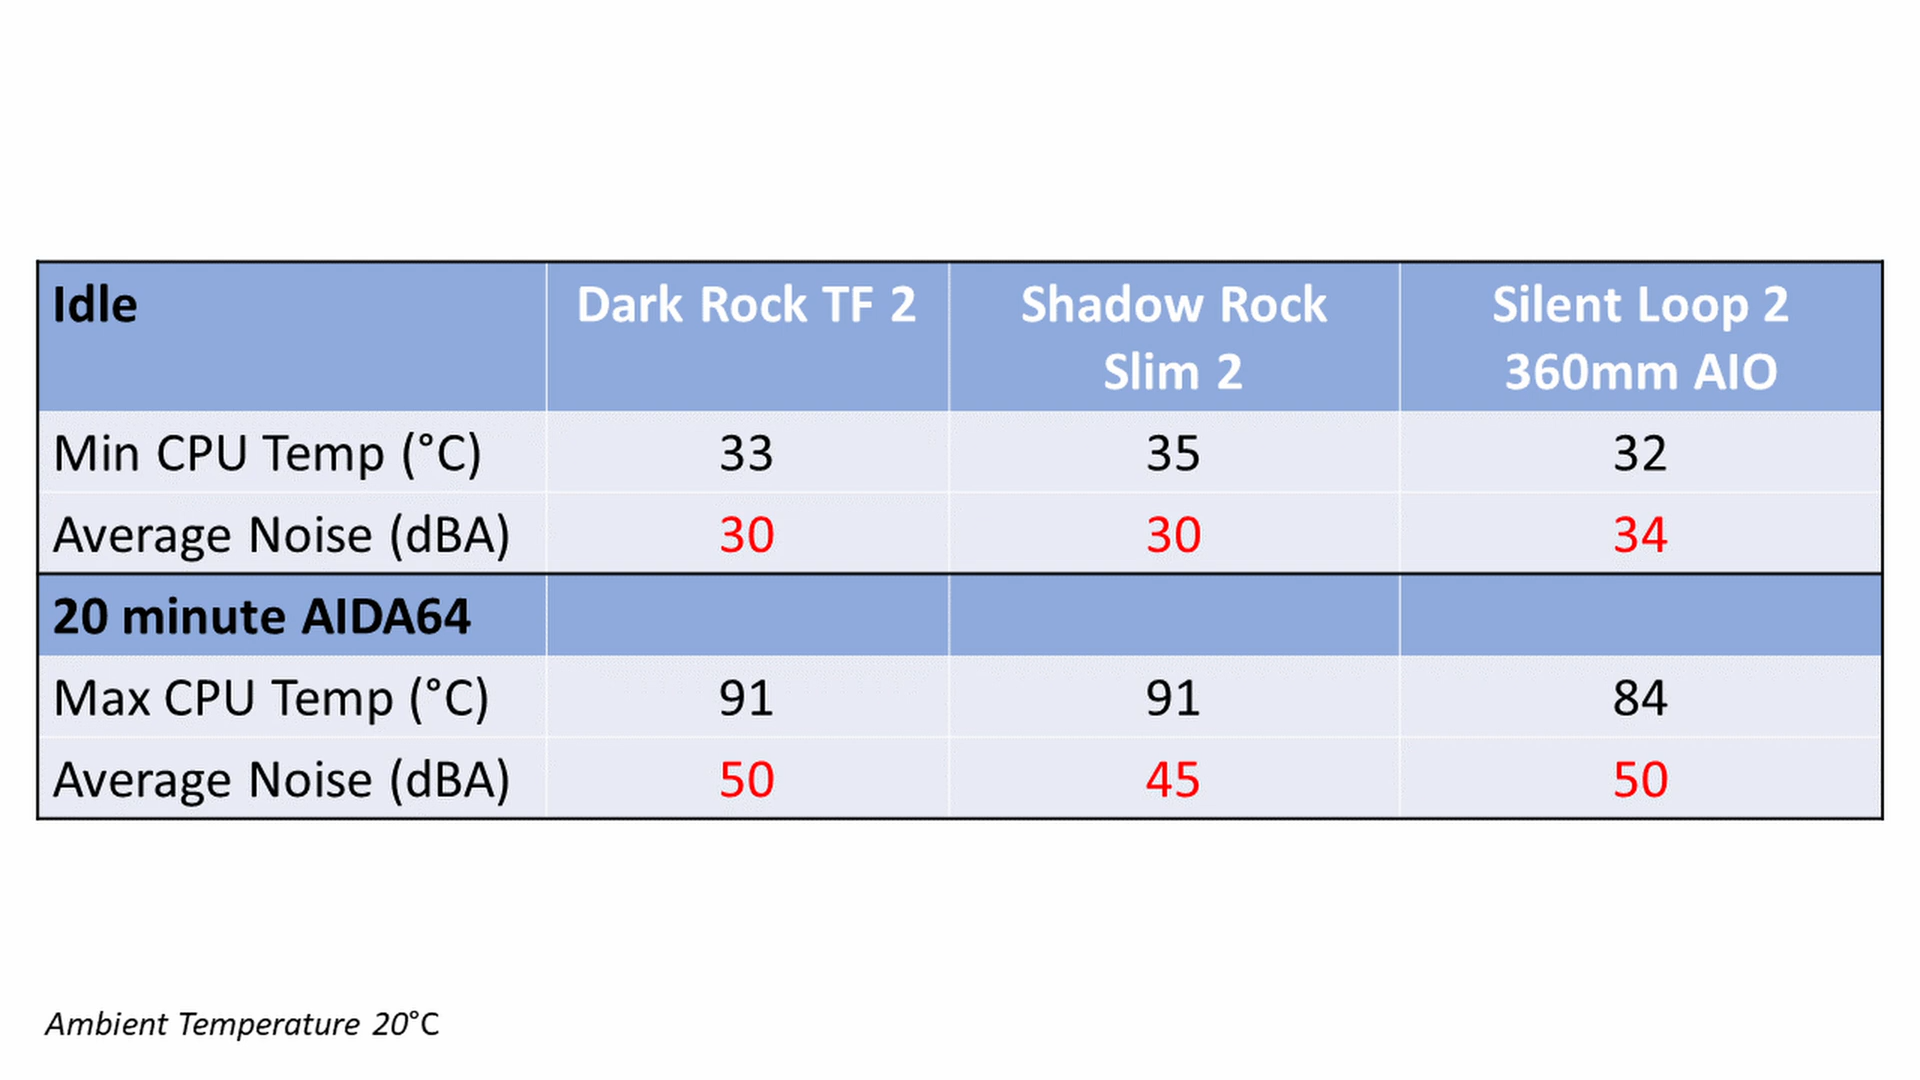 Idle Dark Rock TF 2 Shadow Rock Slim 2 Silent Loop 2 360mm AIO
Min CPU Temp (°C) 33 35 32
Average Noise (dBA) 30 30 34
20 minute AIDA64
Max CPU Temp (°C) 91 91 84
Average Noise (dBA) 50 45 50
Ambient Temperature 20°C